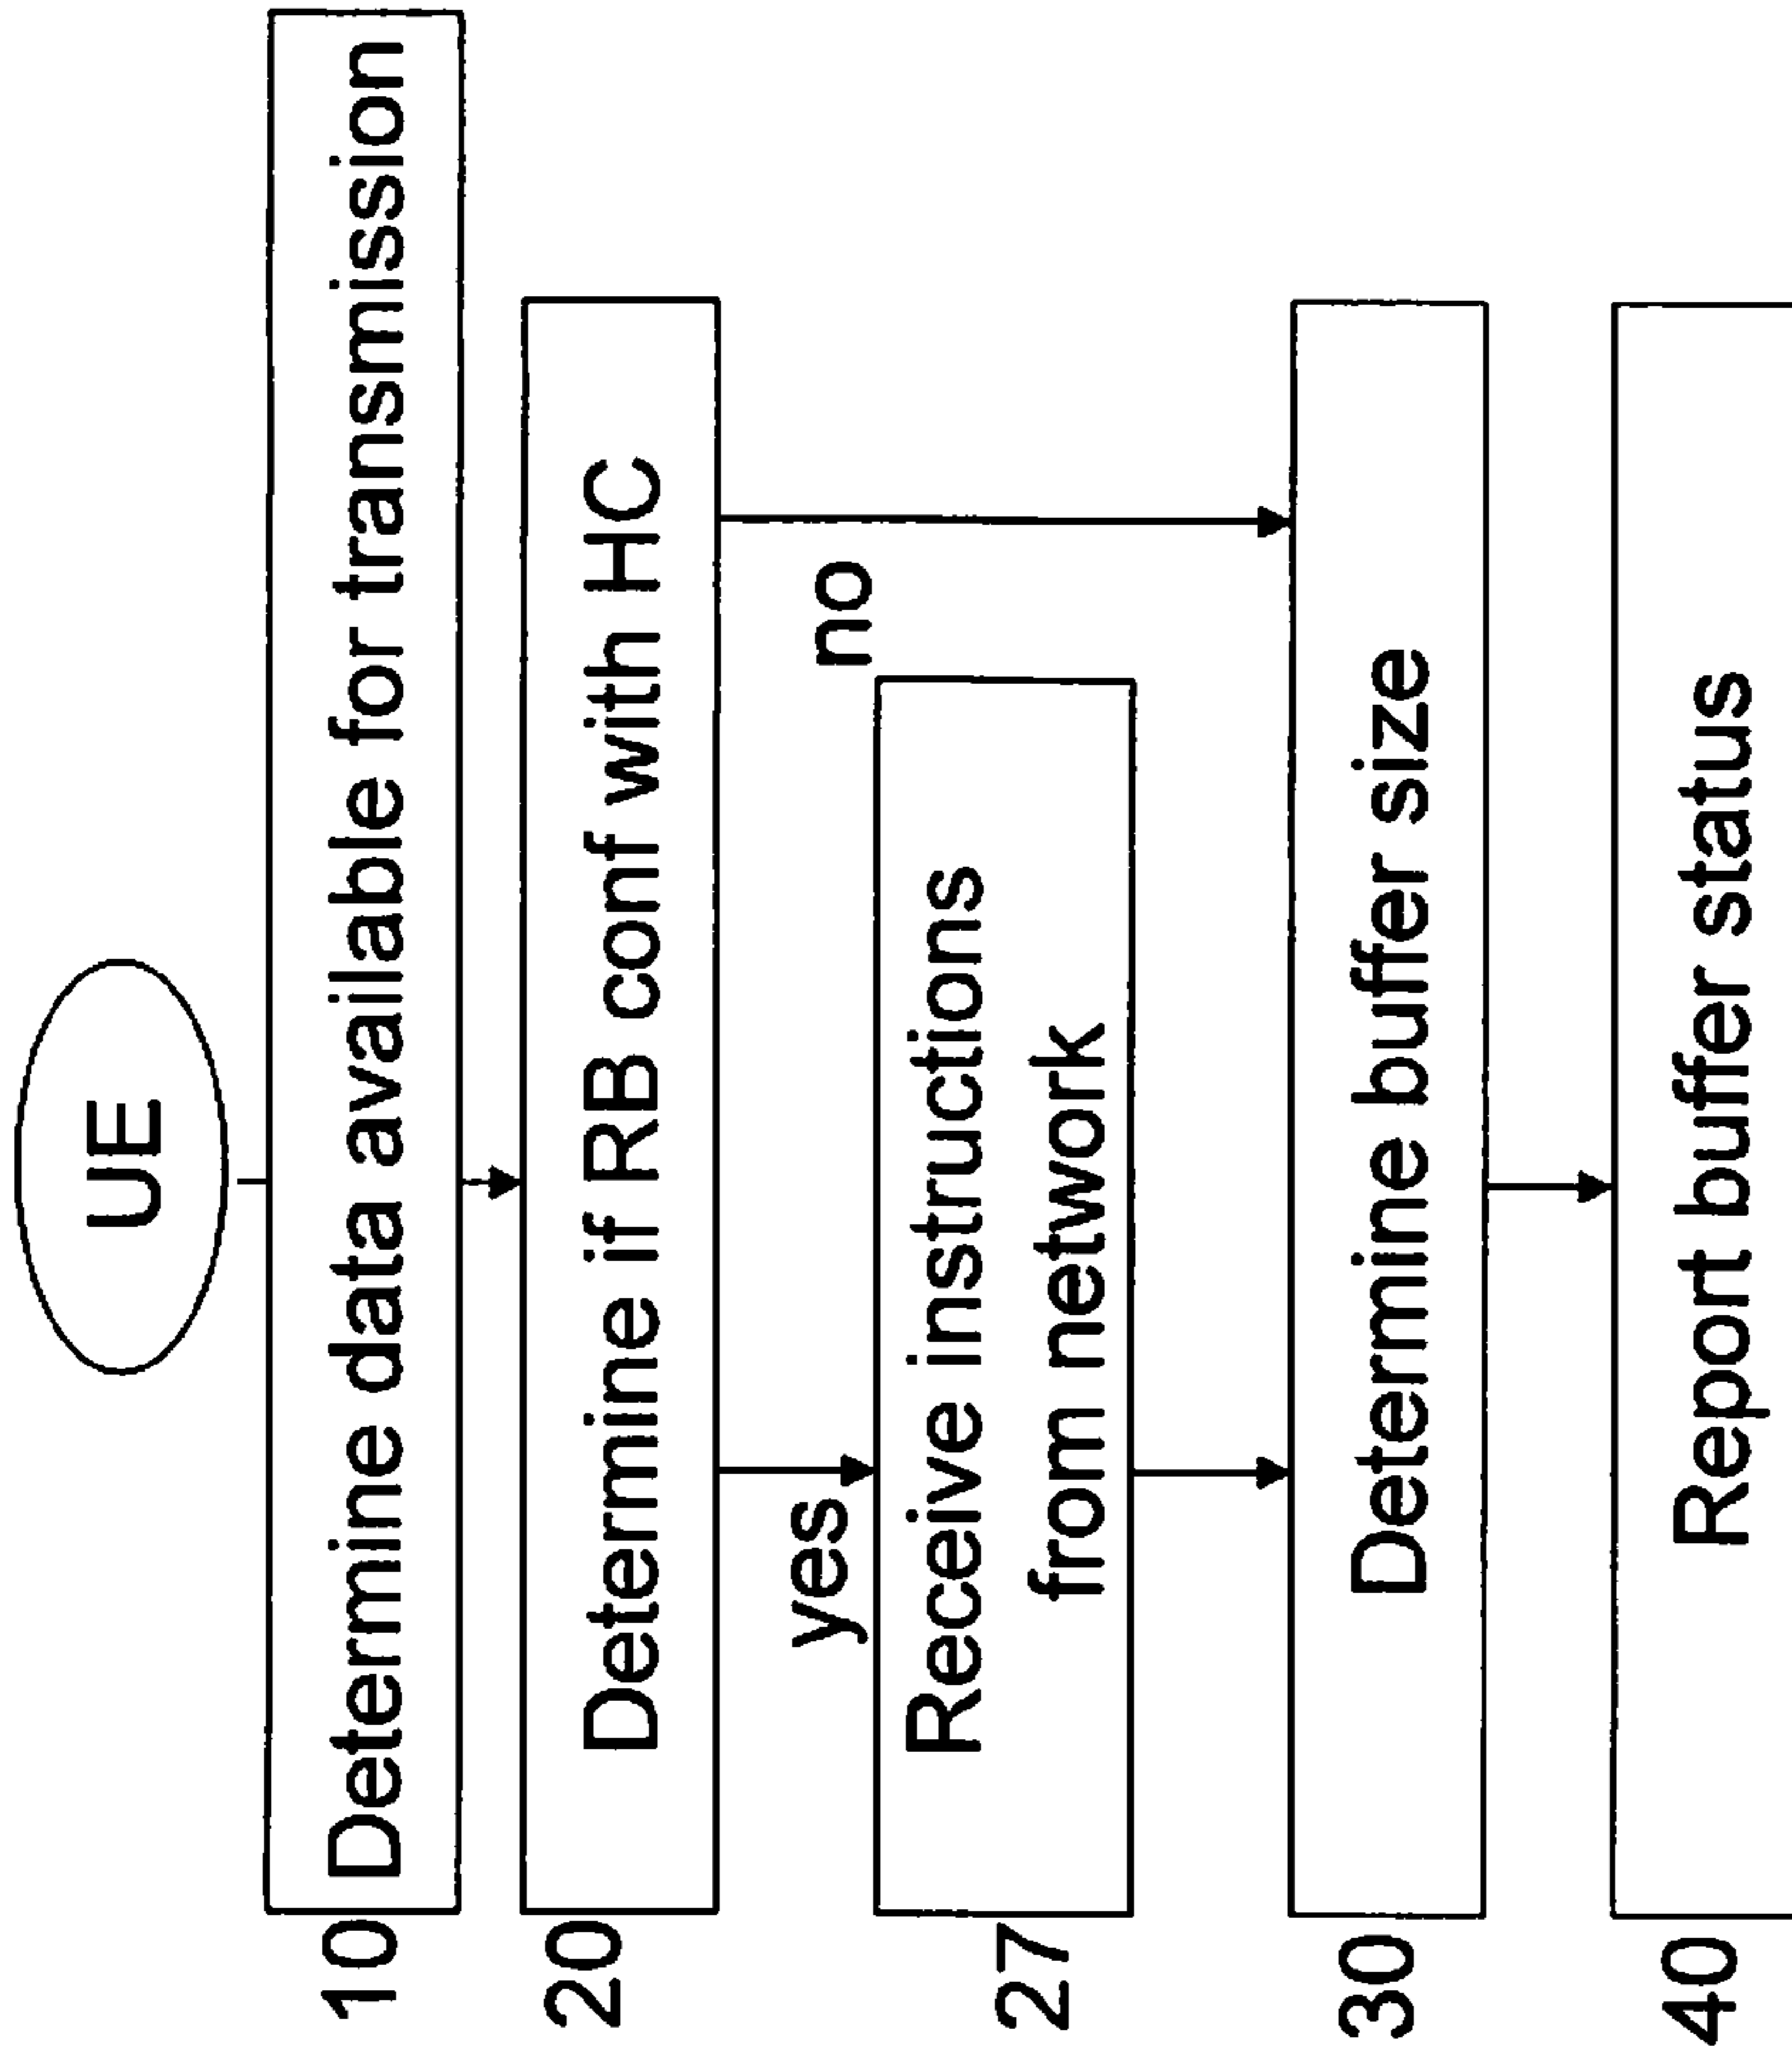 UE
10 Determine data available for transmission
20 Determine if RB conf with HC
yes
no
27 Receive instructions
from network
30 Determine buffer size
40 Report buffer status